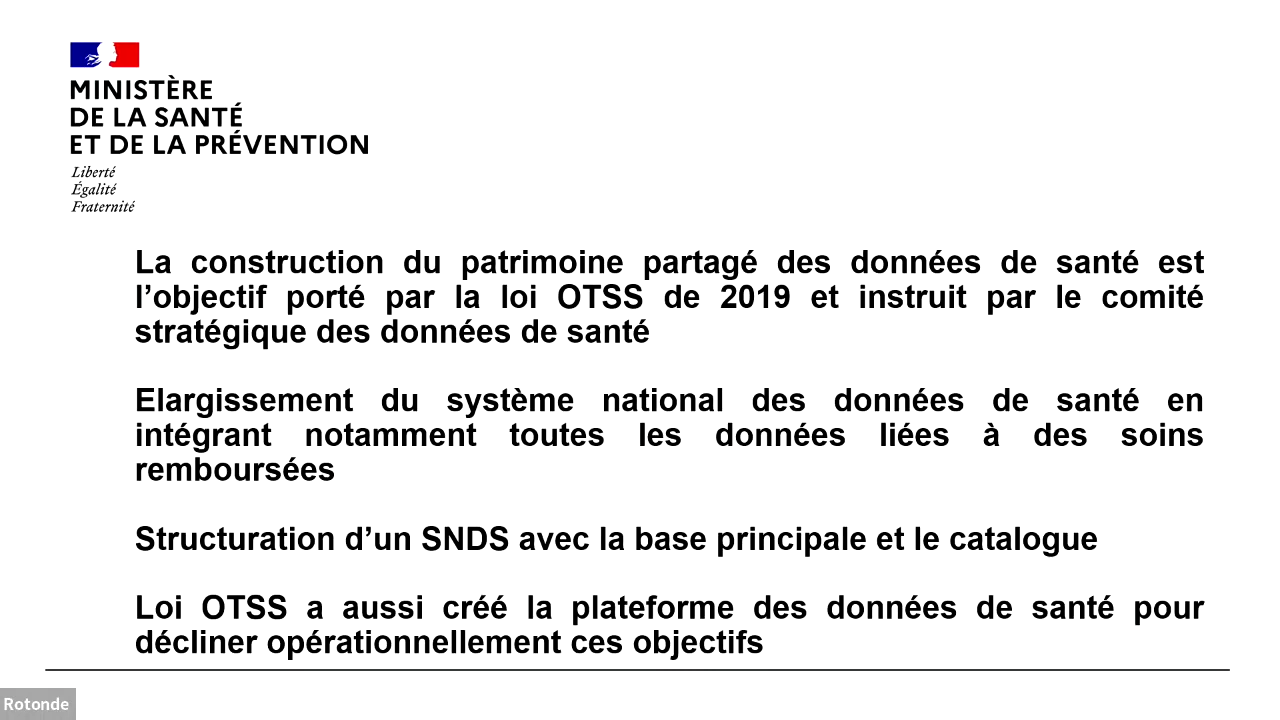 MINISTÈRE
DE LA SANTÉ
ET DE LA PRÉVENTION
Liberté
Égalité
Fraternité
La construction du patrimoine partagé des données de santé est
l’objectif porté par la loi OTSS de 2019 et instruit par le comité
stratégique des données de santé
Elargissement du système national des données de santé en
intégrant notamment toutes les données liées à des soins
remboursées
Structuration d’un SNDS avec la base principale et le catalogue
Loi OTSS a aussi créé la plateforme des données de santé pour
décliner opérationnellement ces objectifs
Rotonde